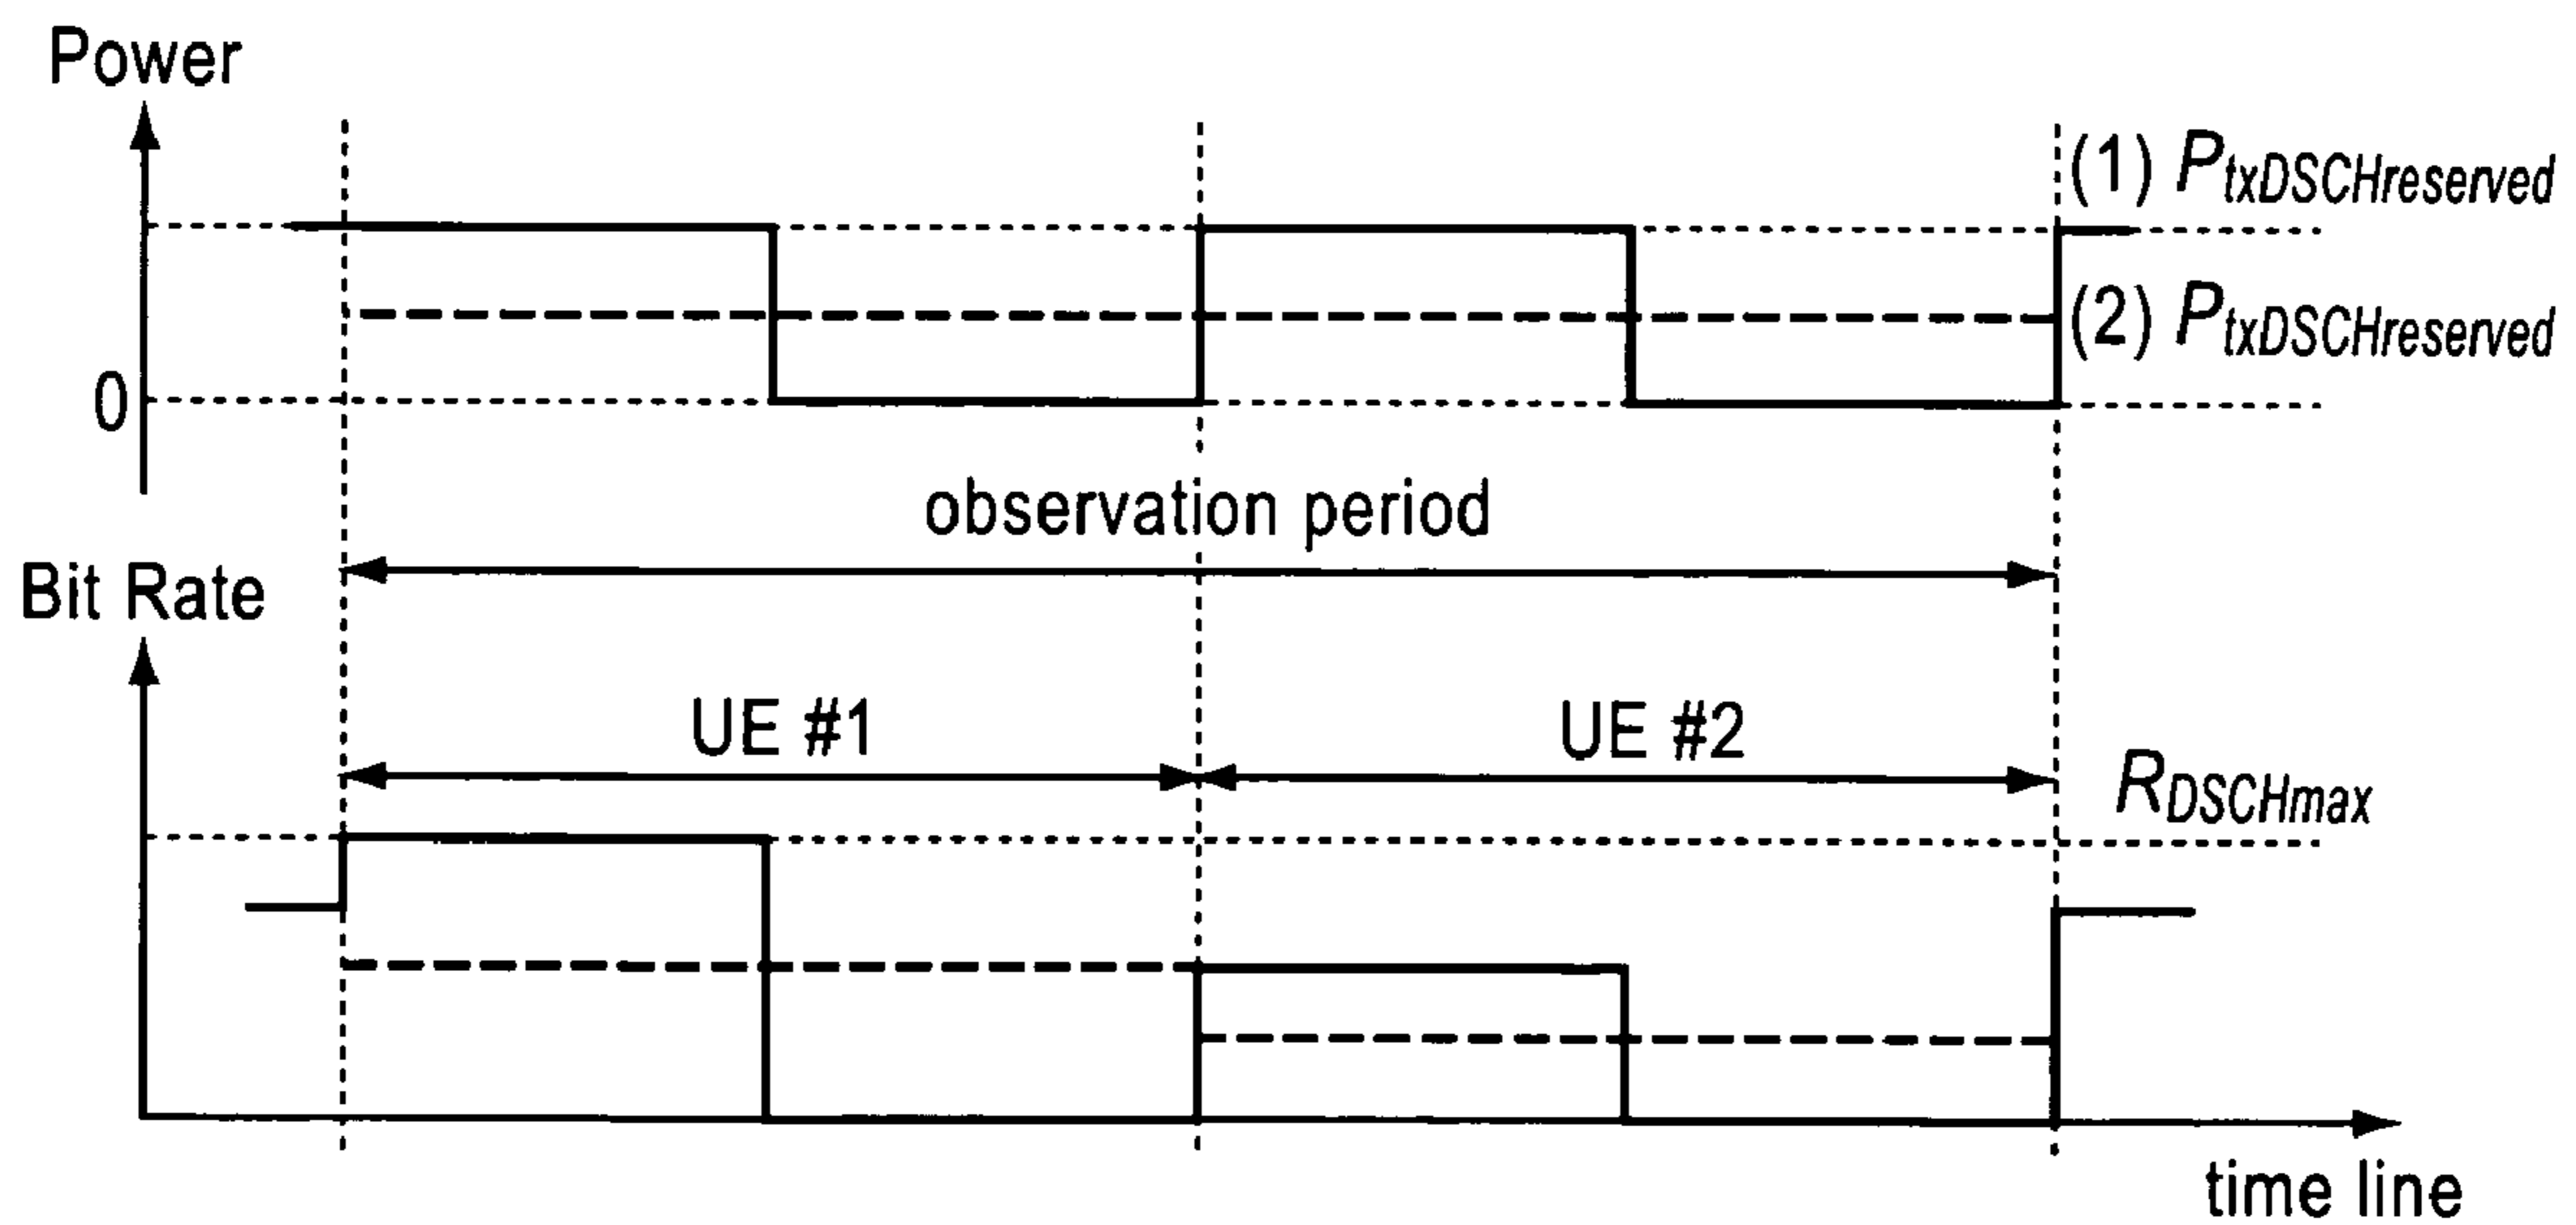 Power
(1) PtxDSCHreserved
(2) PtxDSCHreserved
0
observation period
Bit Rate
UE #1
UE #2
RDSCHmax
time line